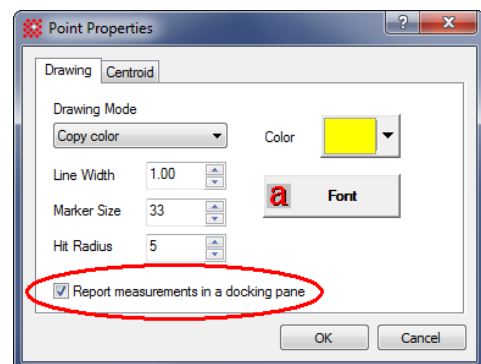 Point Properties
Drawing Centroid
Drawing Mode
Copy color
Color
Line Width 1.00
a Font
Marker Size 33
Hit Radius 5
Report measurements in a docking pane
OK Cancel